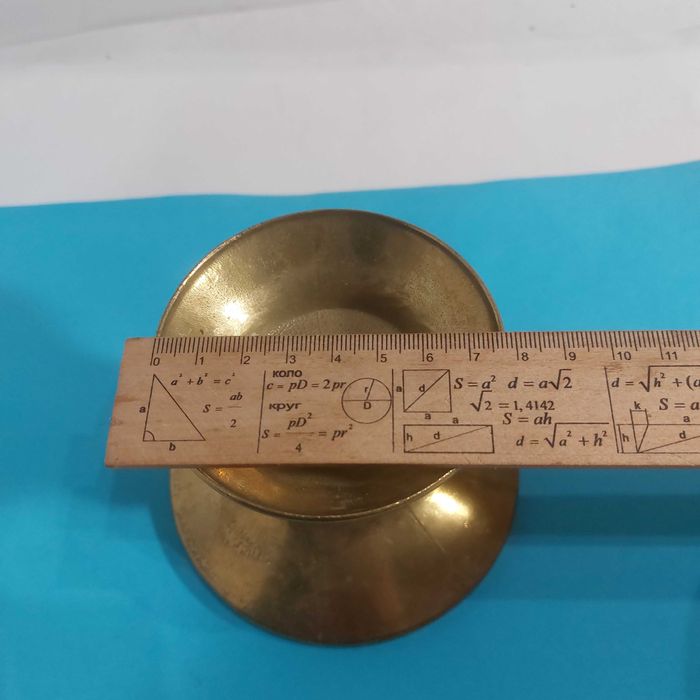 0 1 2 3 4 5 6 7 8 9 10 11
a² + b² = c²
a
b
S = ab/2
коло
c = pD = 2pr
круг
S = pD²/4 = pr²
r
D
a
d
a
S = a² d = a√2
√2 = 1,4142
S = ah
a
h
d
d = √a² + h²
d = √h² + (a
k
S = a
a
h
d